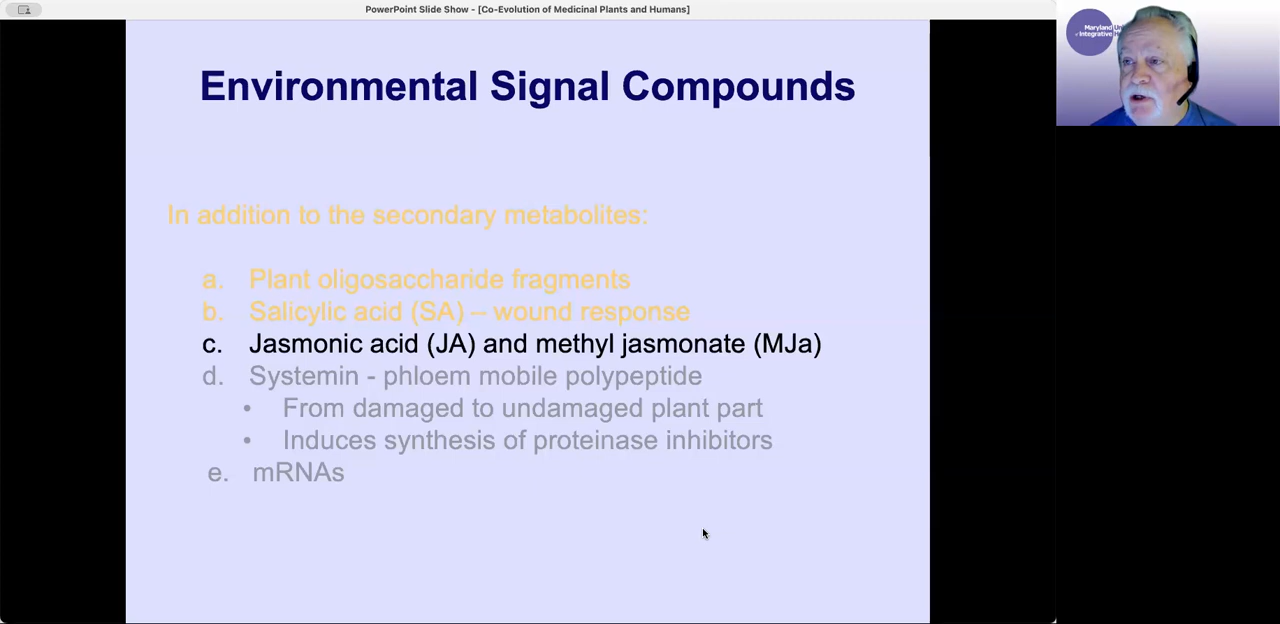 PowerPoint Slide Show - [Co-Evolution of Medicinal Plants and Humans]
Maryland
Integrative
Environmental Signal Compounds
In addition to the secondary metabolites:
a. Plant oligosaccharide fragments
b. Salicylic acid (SA) – wound response
c. Jasmonic acid (JA) and methyl jasmonate (MJa)
d. Systemin - phloem mobile polypeptide
• From damaged to undamaged plant part
• Induces synthesis of proteinase inhibitors
e. mRNAs